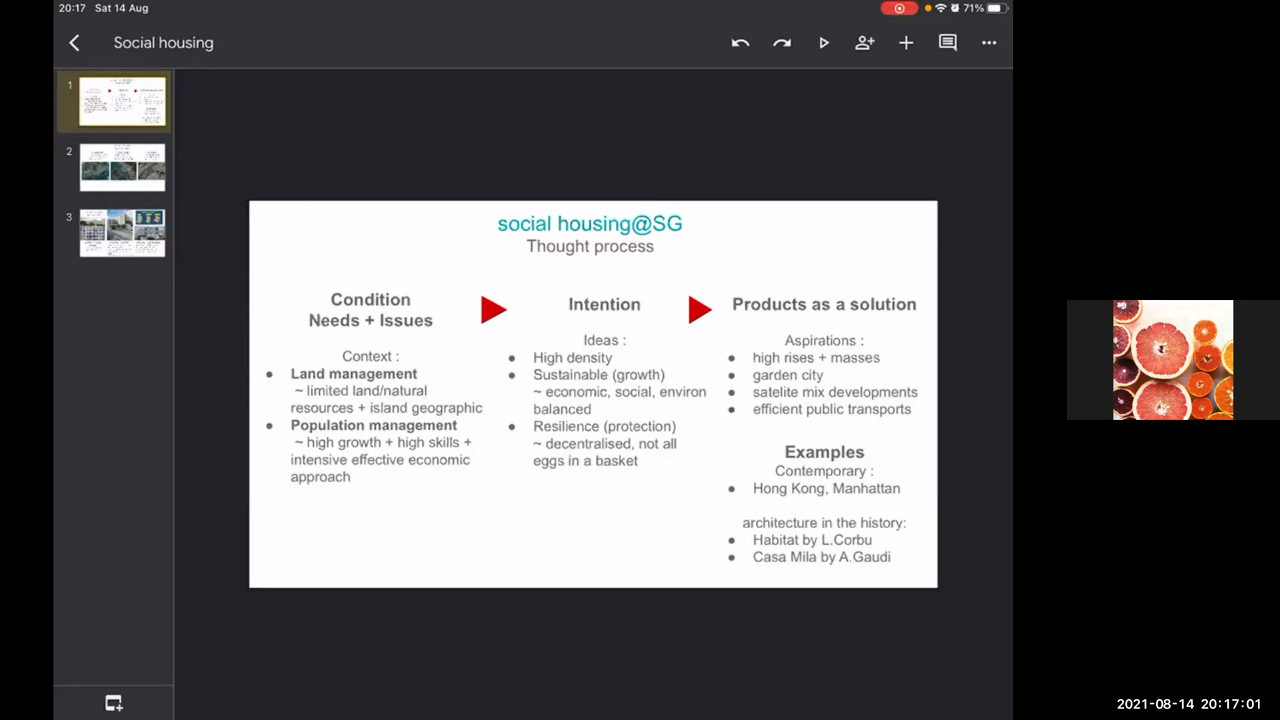 20:17 Sat 14 Aug
71%
Social housing
1
2
3
social housing@SG
Thought process
Condition
Needs + Issues
Context :
Land management
~ limited land/natural
resources + island geographic
Population management
~ high growth + high skills +
intensive effective economic
approach
Intention
Ideas :
High density
Sustainable (growth)
~ economic, social, environ
balanced
Resilience (protection)
~ decentralised, not all
eggs in a basket
Products as a solution
Aspirations :
high rises + masses
garden city
satelite mix developments
efficient public transports
Examples
Contemporary :
Hong Kong, Manhattan
architecture in the history:
Habitat by L.Corbu
Casa Mila by A.Gaudi
2021-08-14 20:17:01